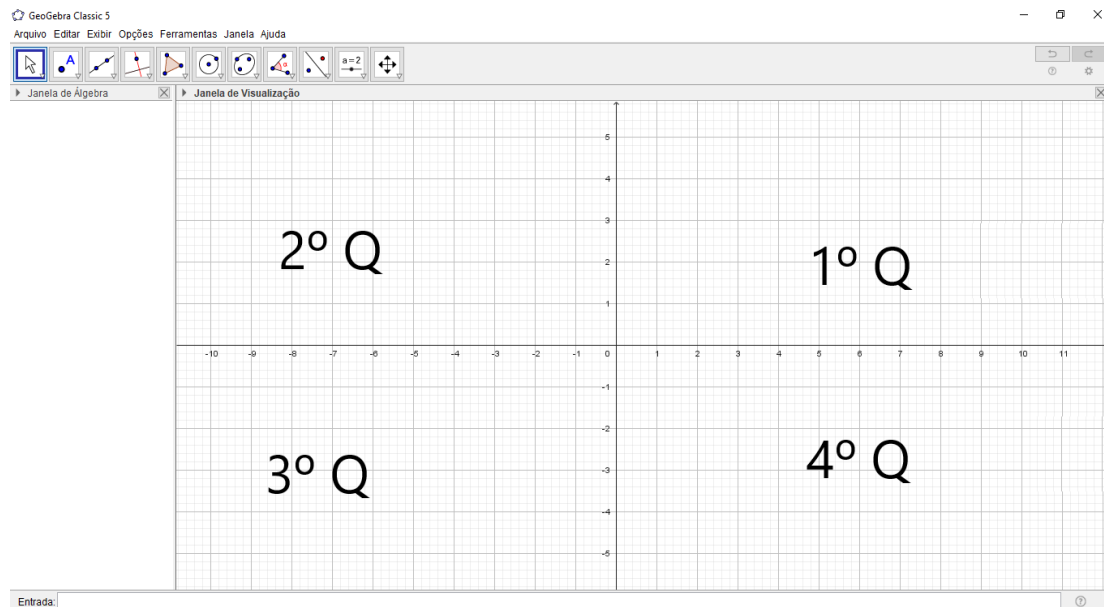 GeoGebra Classic 5
Arquivo Editar Exibir Opções Ferramentas Janela Ajuda
A
α
a=2
Janela de Álgebra
Janela de Visualização
5
4
3
2
1
-10 -9 -8 -7 -6 -5 -4 -3 -2 -1 0 1 2 3 4 5 6 7 8 9 10 11
-1
-2
-3
-4
-5
2º Q
1º Q
3º Q
4º Q
Entrada: